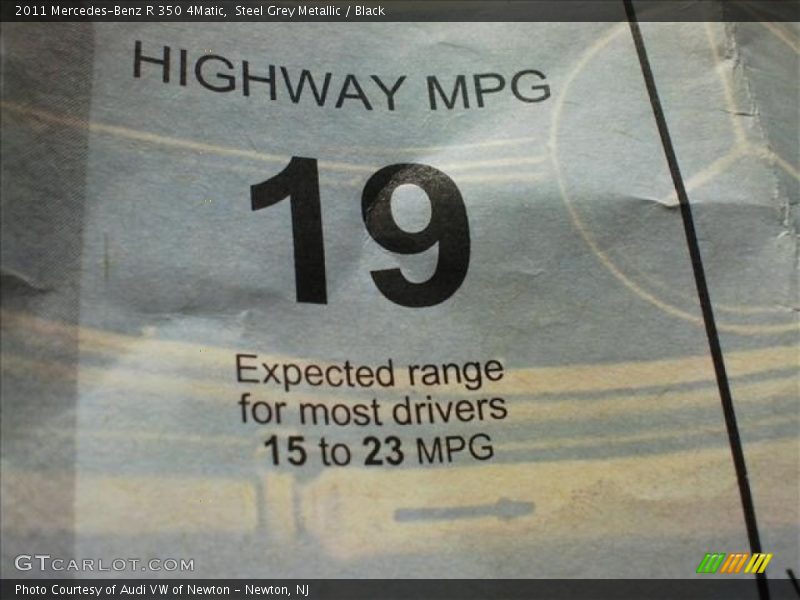 2011 Mercedes-Benz R 350 4Matic,  Steel Grey Metallic / Black
HIGHWAY MPG
19
Expected range
for most drivers
15 to 23 MPG
GTCARLOT.COM
Photo Courtesy of Audi VW of Newton - Newton, NJ